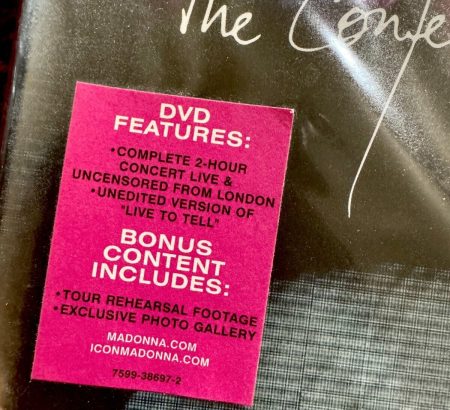 The Confe
DVD
FEATURES:
•COMPLETE 2-HOUR
CONCERT LIVE &
UNCENSORED FROM LONDON
•UNEDITED VERSION OF
"LIVE TO TELL"
BONUS
CONTENT
INCLUDES:
•TOUR REHEARSAL FOOTAGE
•EXCLUSIVE PHOTO GALLERY
MADONNA.COM
ICONMADONNA.COM
7599-38697-2